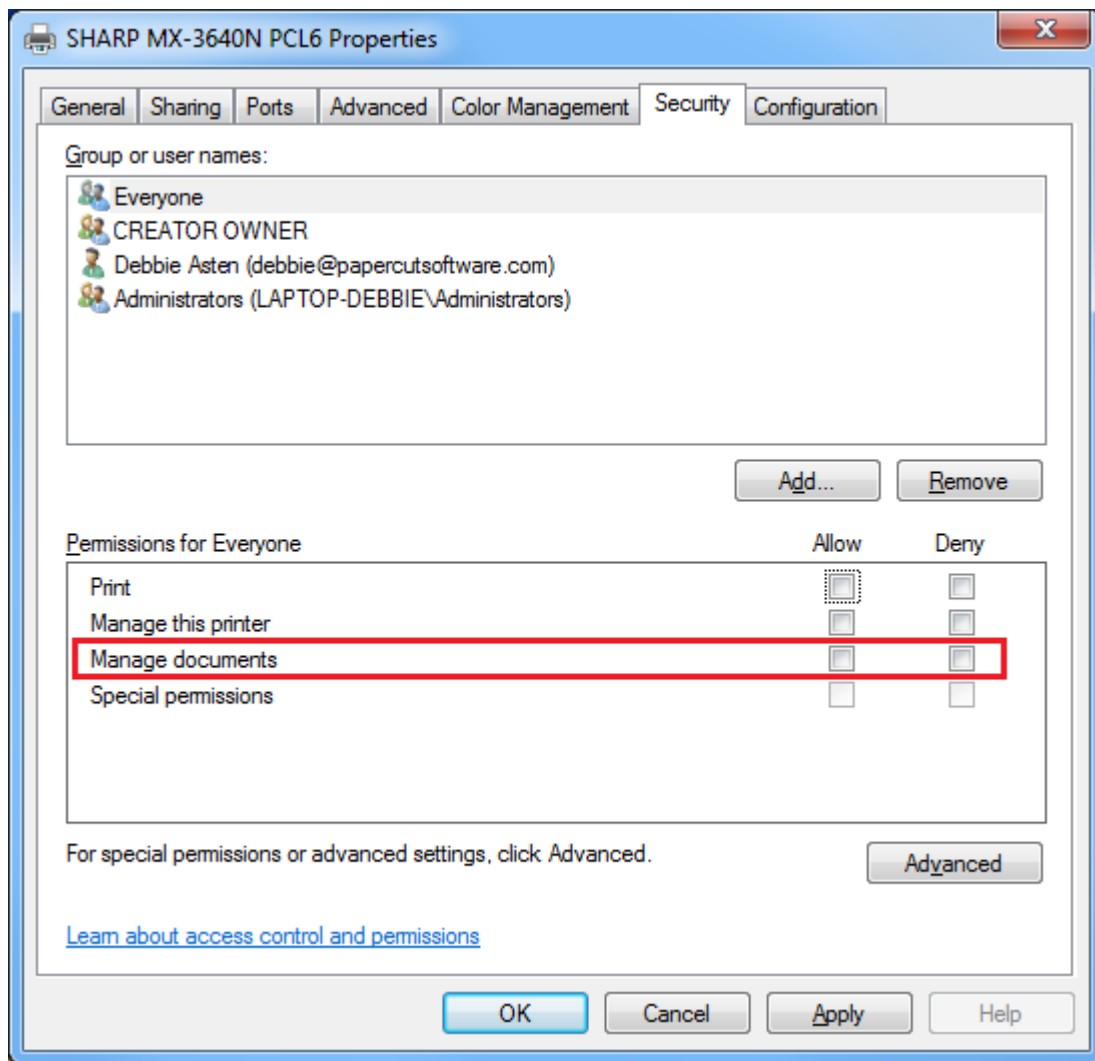 SHARP MX-3640N PCL6 Properties
General Sharing Ports Advanced Color Management Security Configuration
Group or user names:
Everyone
CREATOR OWNER
Debbie Asten (debbie@papercutsoftware.com)
Administrators (LAPTOP-DEBBIE\Administrators)
Add... Remove
Permissions for Everyone Allow Deny
Print
Manage this printer
Manage documents
Special permissions
For special permissions or advanced settings, click Advanced. Advanced
Learn about access control and permissions
OK Cancel Apply Help